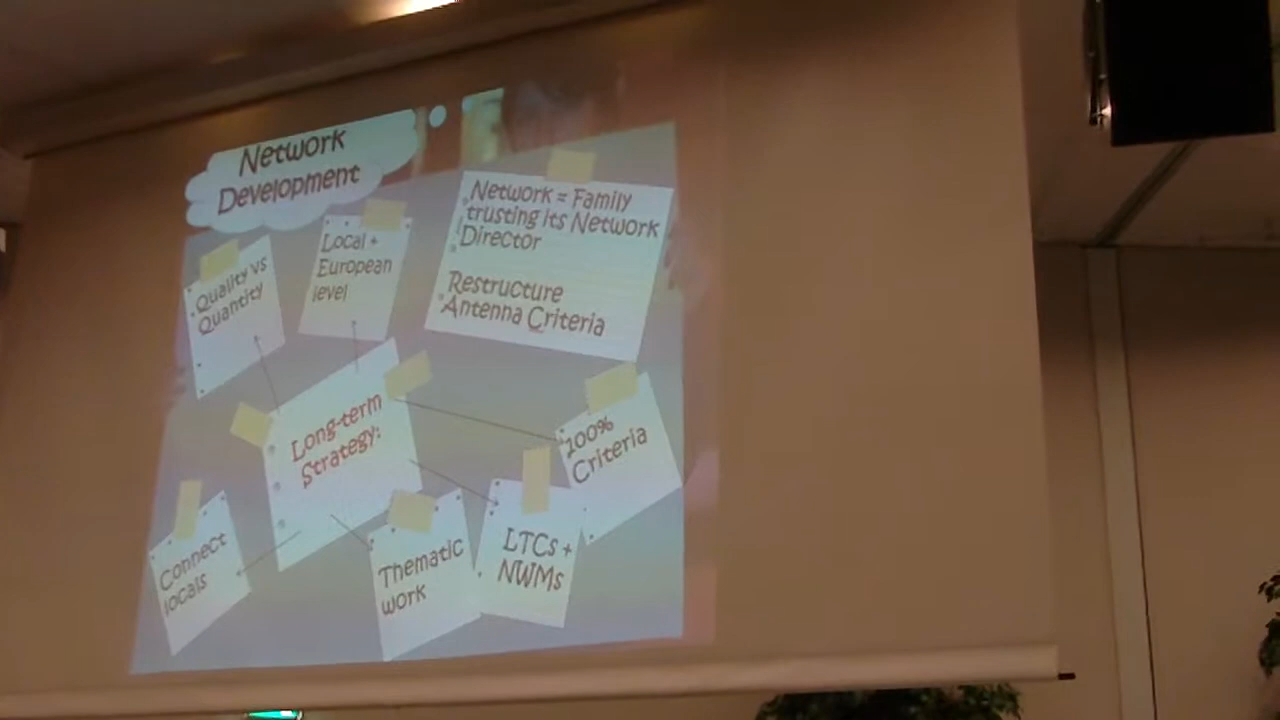 Network
Development
Network = Family
trusting its Network
Director
Restructure
Antenna Criteria
Local +
European
level
Quality vs
Quantity
Long-term
Strategy:
100%
Criteria
LTCs +
NWMs
Thematic
work
Connect
locals